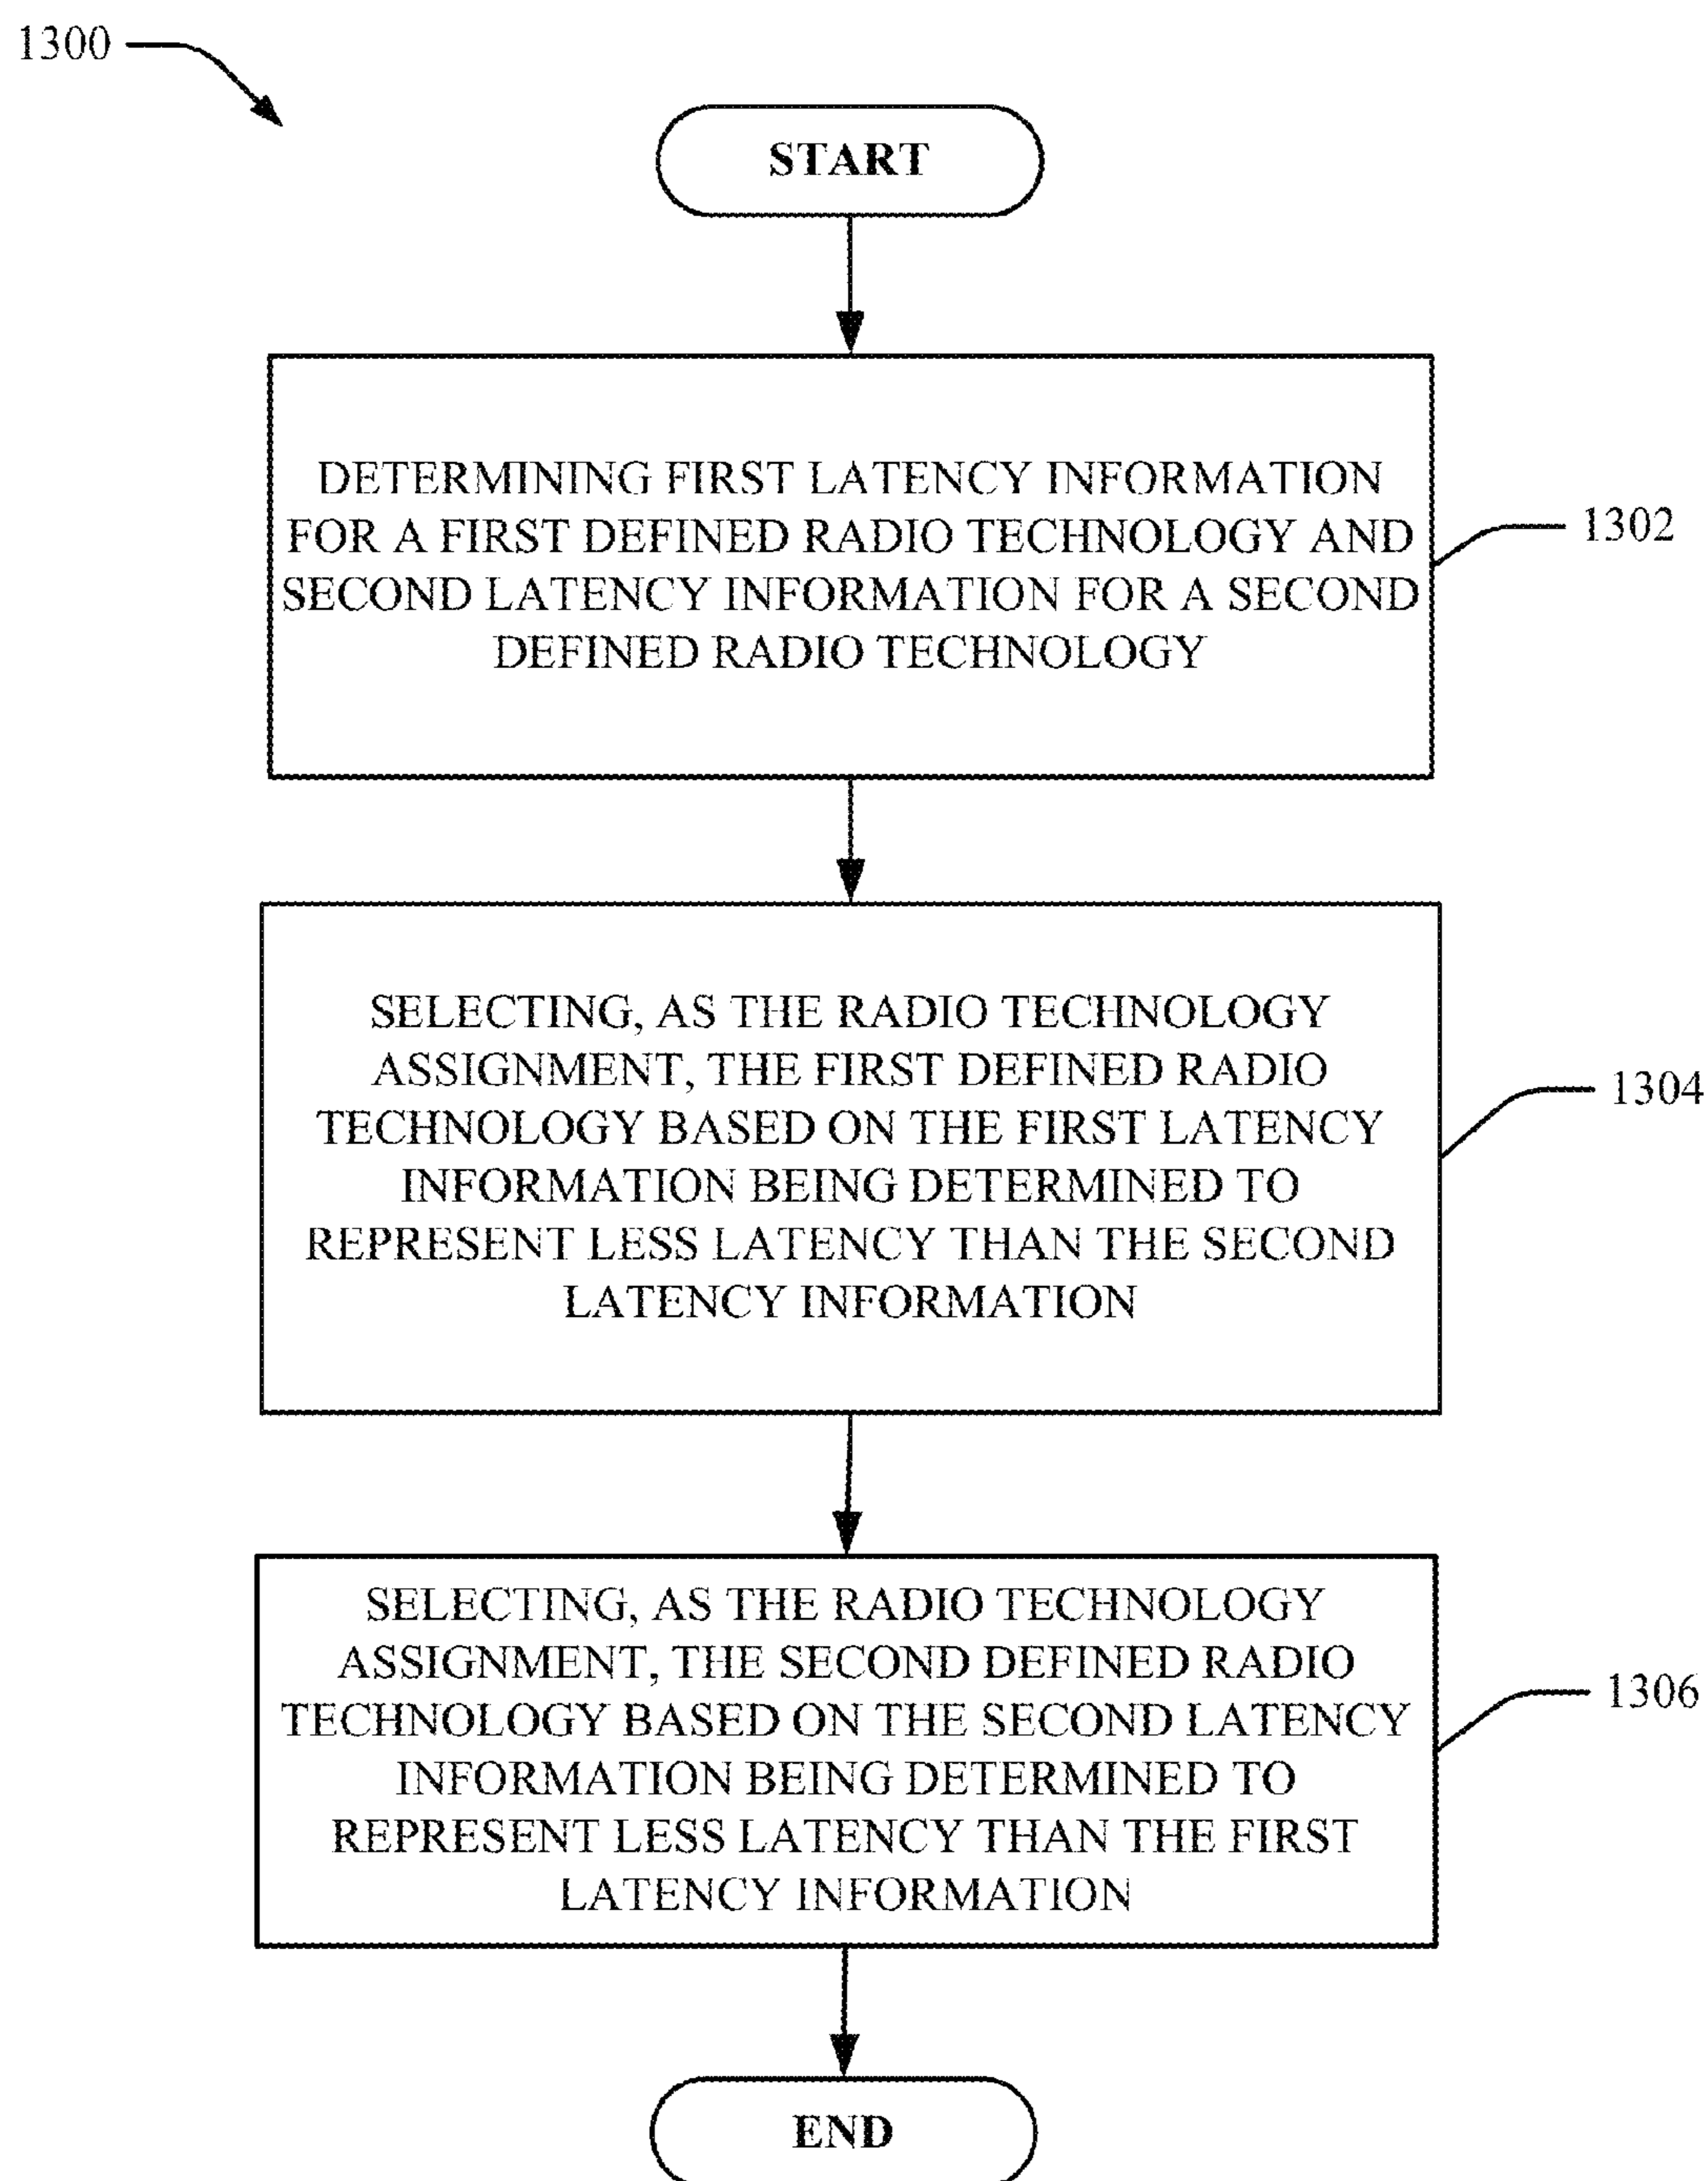 1300
START
DETERMINING FIRST LATENCY INFORMATION
FOR A FIRST DEFINED RADIO TECHNOLOGY AND
SECOND LATENCY INFORMATION FOR A SECOND
DEFINED RADIO TECHNOLOGY
1302
SELECTING, AS THE RADIO TECHNOLOGY
ASSIGNMENT, THE FIRST DEFINED RADIO
TECHNOLOGY BASED ON THE FIRST LATENCY
INFORMATION BEING DETERMINED TO
REPRESENT LESS LATENCY THAN THE SECOND
LATENCY INFORMATION
1304
SELECTING, AS THE RADIO TECHNOLOGY
ASSIGNMENT, THE SECOND DEFINED RADIO
TECHNOLOGY BASED ON THE SECOND LATENCY
INFORMATION BEING DETERMINED TO
REPRESENT LESS LATENCY THAN THE FIRST
LATENCY INFORMATION
1306
END